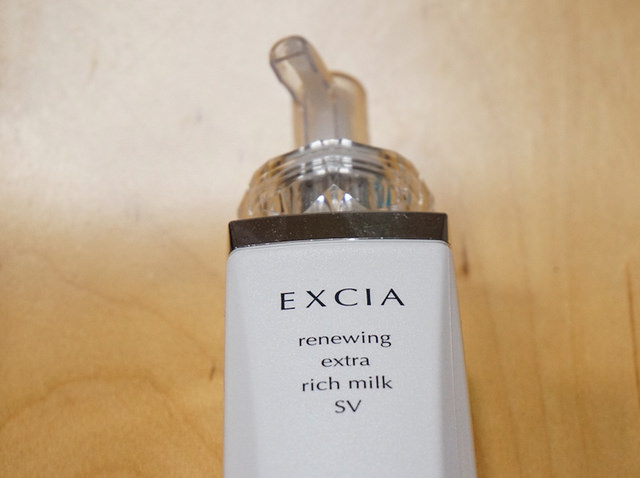 EXCIA
renewing
extra
rich milk
SV